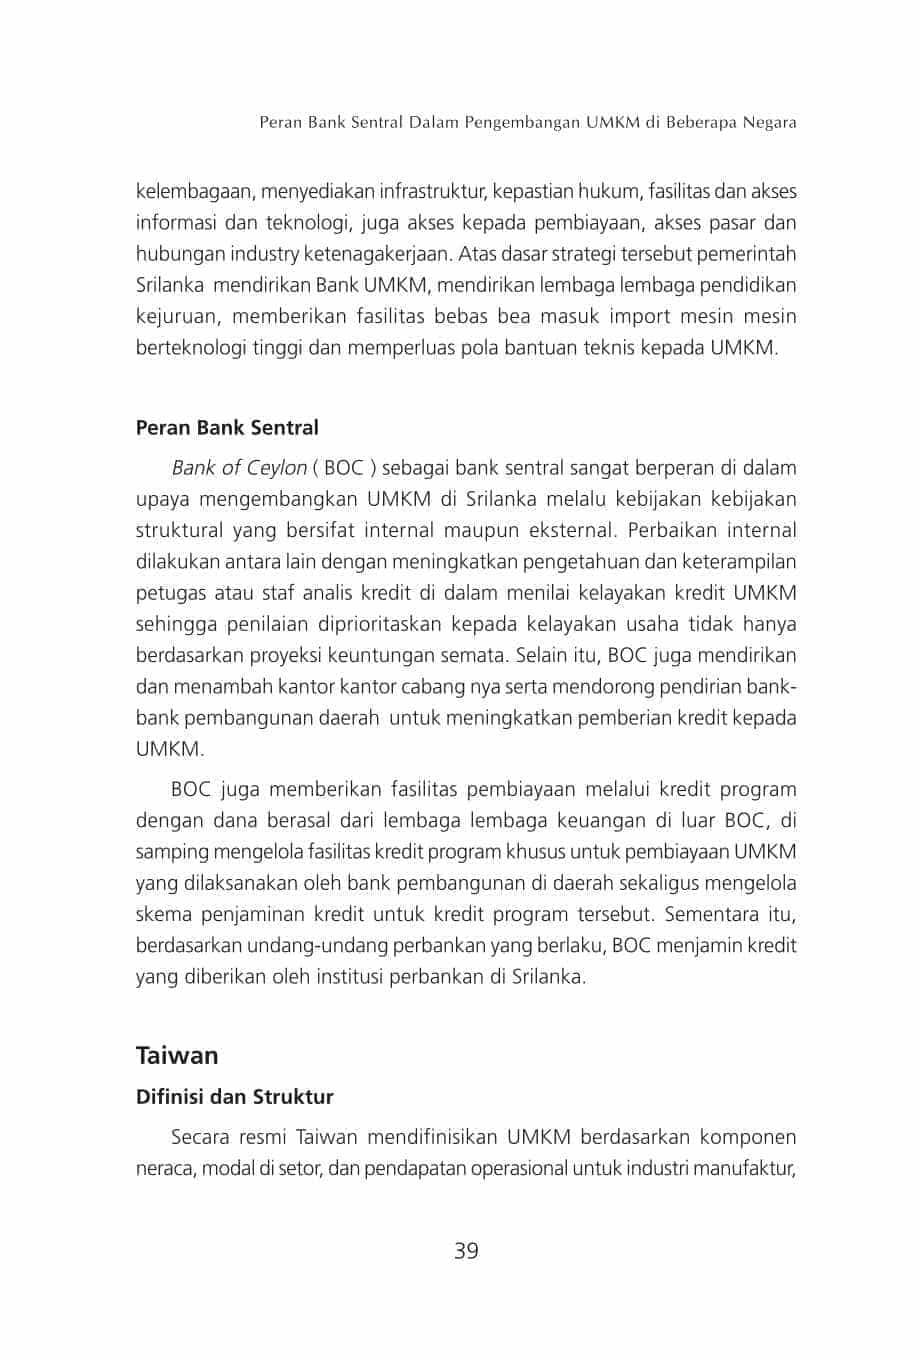 Peran Bank Sentral Dalam Pengembangan UMKM di Beberapa Negara
kelembagaan, menyediakan infrastruktur, kepastian hukum, fasilitas dan akses
informasi dan teknologi, juga akses kepada pembiayaan, akses pasar dan
hubungan industry ketenagakerjaan. Atas dasar strategi tersebut pemerintah
Srilanka mendirikan Bank UMKM, mendirikan lembaga lembaga pendidikan
kejuruan, memberikan fasilitas bebas bea masuk import mesin mesin
berteknologi tinggi dan memperluas pola bantuan teknis kepada UMKM.
Peran Bank Sentral
Bank of Ceylon ( BOC ) sebagai bank sentral sangat berperan di dalam
upaya mengembangkan UMKM di Srilanka melalu kebijakan kebijakan
struktural yang bersifat internal maupun eksternal. Perbaikan internal
dilakukan antara lain dengan meningkatkan pengetahuan dan keterampilan
petugas atau staf analis kredit di dalam menilai kelayakan kredit UMKM
sehingga penilaian diprioritaskan kepada kelayakan usaha tidak hanya
berdasarkan proyeksi keuntungan semata. Selain itu, BOC juga mendirikan
dan menambah kantor kantor cabang nya serta mendorong pendirian bank-
bank pembangunan daerah untuk meningkatkan pemberian kredit kepada
UMKM.
BOC juga memberikan fasilitas pembiayaan melalui kredit program
dengan dana berasal dari lembaga lembaga keuangan di luar BOC, di
samping mengelola fasilitas kredit program khusus untuk pembiayaan UMKM
yang dilaksanakan oleh bank pembangunan di daerah sekaligus mengelola
skema penjaminan kredit untuk kredit program tersebut. Sementara itu,
berdasarkan undang-undang perbankan yang berlaku, BOC menjamin kredit
yang diberikan oleh institusi perbankan di Srilanka.
Taiwan
Difinisi dan Struktur
Secara resmi Taiwan mendifinisikan UMKM berdasarkan komponen
neraca, modal di setor, dan pendapatan operasional untuk industri manufaktur,
39